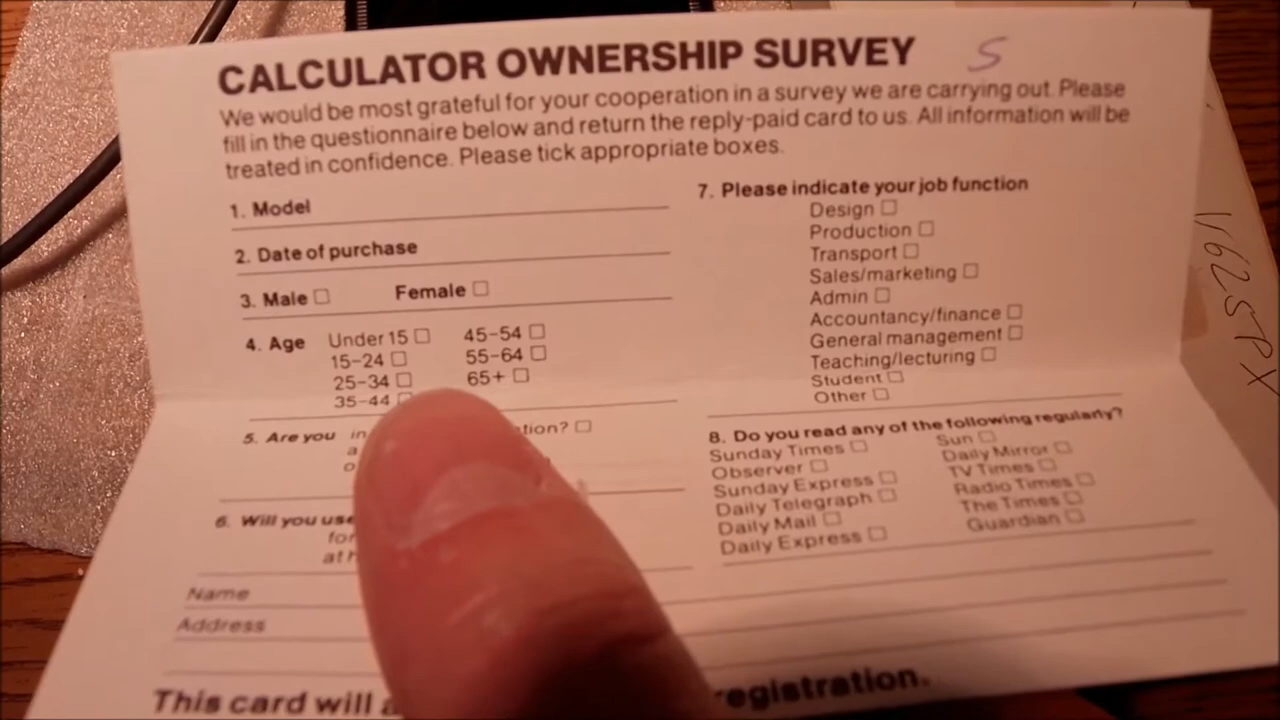 CALCULATOR OWNERSHIP SURVEY S
We would be most grateful for your cooperation in a survey we are carrying out. Please
fill in the questionnaire below and return the reply-paid card to us. All information will be
treated in confidence. Please tick appropriate boxes.
1. Model
2. Date of purchase
3. Male □ Female □
4. Age Under 15 □ 45-54 □
15-24 □ 55-64 □
25-34 □ 65+ □
35-44
5. Are you in tion? □
a
o
6. Will you use
for
at h
Name
Address
7. Please indicate your job function
Design □
Production □
Transport □
Sales/marketing □
Admin □
Accountancy/finance □
General management □
Teaching/lecturing □
Student □
Other □
8. Do you read any of the following regularly?
Sunday Times □ Sun □
Observer □ Daily Mirror □
Sunday Express □ TV Times □
Daily Telegraph □ Radio Times □
Daily Mail □ The Times □
Daily Express □ Guardian □
This card will a registration.